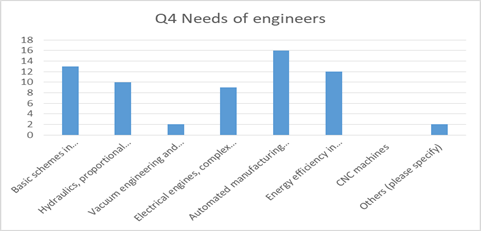 Q4 Needs of engineers
18
16
14
12
10
8
6
4
2
0
Basic schemes in...
Hydraulics, proportional...
Vacuum engineering and...
Electrical engines, complex...
Automated manufacturing...
Energy efficiency in...
CNC machines
Others (please specify)